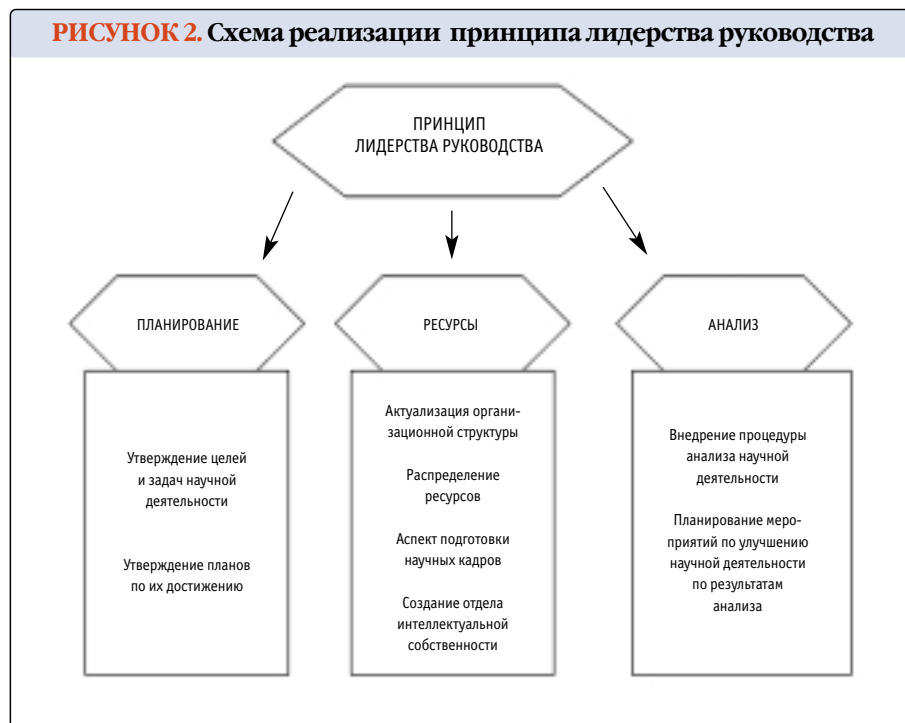 РИСУНОК 2. Схема реализации принципа лидерства руководства
ПРИНЦИП
ЛИДЕРСТВА РУКОВОДСТВА
ПЛАНИРОВАНИЕ
Утверждение целей
и задач научной
деятельности
Утверждение планов
по их достижению
РЕСУРСЫ
Актуализация органи-
зационной структуры
Распределение
ресурсов
Аспект подготовки
научных кадров
Создание отдела
интеллектуальной
собственности
АНАЛИЗ
Внедрение процедуры
анализа научной
деятельности
Планирование меро-
приятий по улучшению
научной деятельности
по результатам
анализа